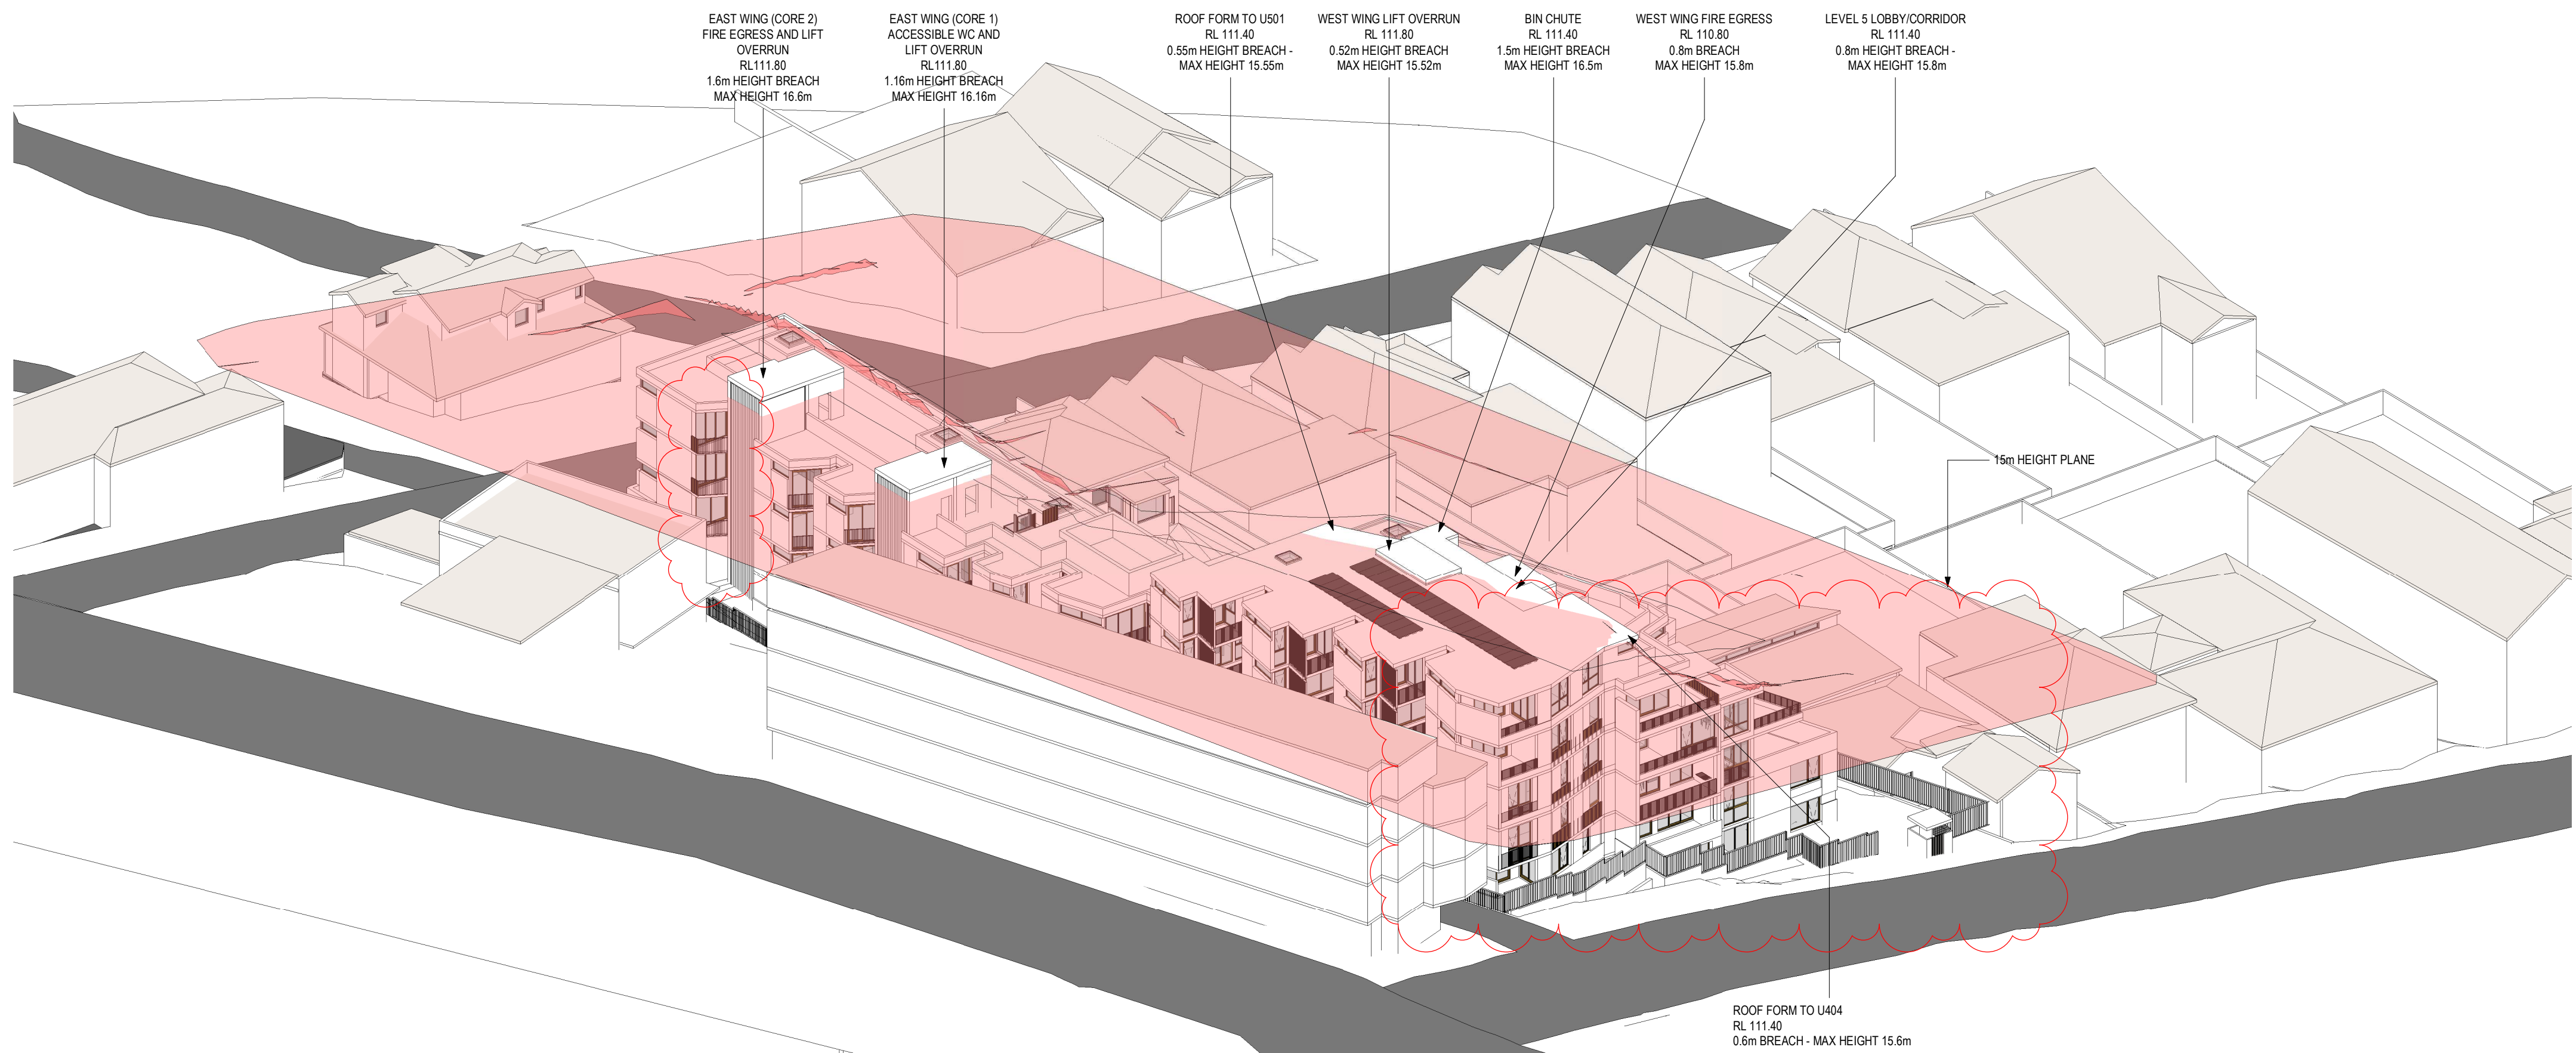 EAST WING (CORE 2)
FIRE EGRESS AND LIFT
OVERRUN
RL111.80
1.6m HEIGHT BREACH
MAX HEIGHT 16.6m
EAST WING (CORE 1)
ACCESSIBLE WC AND
LIFT OVERRUN
RL111.80
1.16m HEIGHT BREACH
MAX HEIGHT 16.16m
ROOF FORM TO U501
RL 111.40
0.55m HEIGHT BREACH -
MAX HEIGHT 15.55m
WEST WING LIFT OVERRUN
RL 111.80
0.52m HEIGHT BREACH
MAX HEIGHT 15.52m
BIN CHUTE
RL 111.40
1.5m HEIGHT BREACH
MAX HEIGHT 16.5m
WEST WING FIRE EGRESS
RL 110.80
0.8m BREACH
MAX HEIGHT 15.8m
LEVEL 5 LOBBY/CORRIDOR
RL 111.40
0.8m HEIGHT BREACH -
MAX HEIGHT 15.8m
15m HEIGHT PLANE
ROOF FORM TO U404
RL 111.40
0.6m BREACH - MAX HEIGHT 15.6m